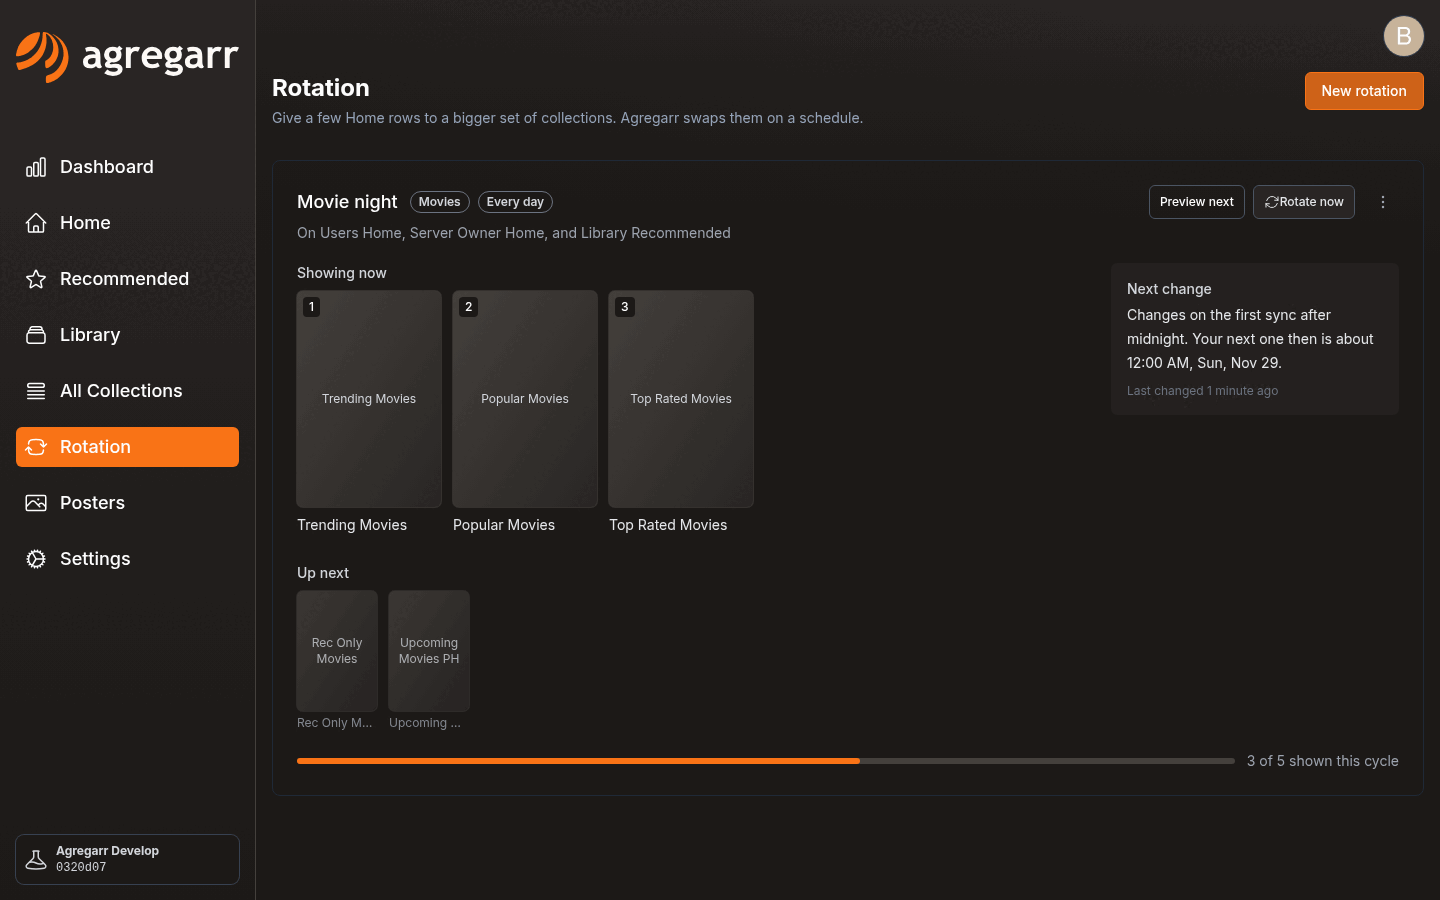 agregarr
B
Dashboard
Home
Recommended
Library
All Collections
Rotation
Posters
Settings
Agregarr Develop
0320d07
Rotation
New rotation
Give a few Home rows to a bigger set of collections. Agregarr swaps them on a schedule.
Movie night Movies Every day
Preview next Rotate now
On Users Home, Server Owner Home, and Library Recommended
Showing now
1 2 3
Trending Movies Popular Movies Top Rated Movies
Trending Movies Popular Movies Top Rated Movies
Next change
Changes on the first sync after
midnight. Your next one then is about
12:00 AM, Sun, Nov 29.
Last changed 1 minute ago
Up next
Rec Only
Movies
Upcoming
Movies PH
Rec Only M... Upcoming ...
3 of 5 shown this cycle